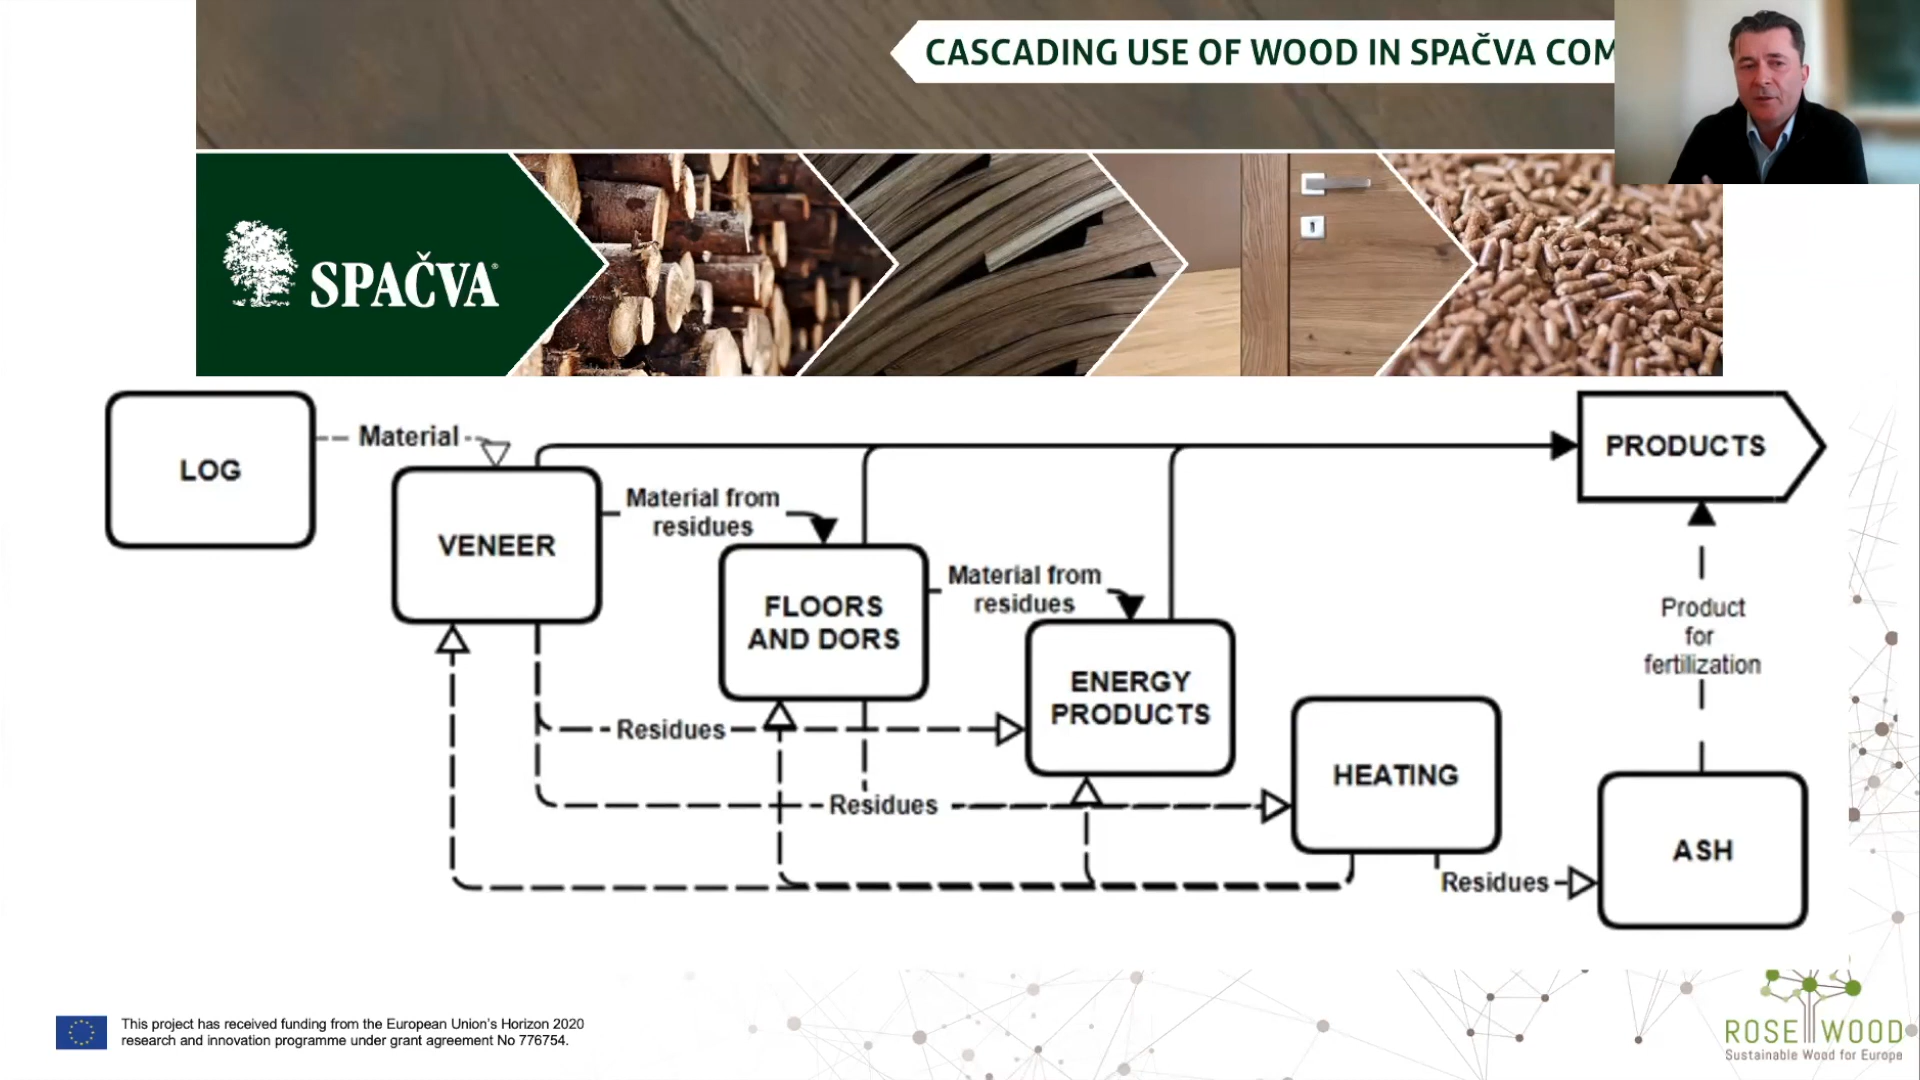 CASCADING USE OF WOOD IN SPAČVA COM
SPAČVA
LOG
Material
VENEER
Material from
residues
FLOORS
AND DORS
Material from
residues
ENERGY
PRODUCTS
PRODUCTS
Product
for
fertilization
Residues
Residues
HEATING
Residues
ASH
This project has received funding from the European Union's Horizon 2020
research and innovation programme under grant agreement No 776754.
ROSEWOOD
Sustainable Wood for Europe